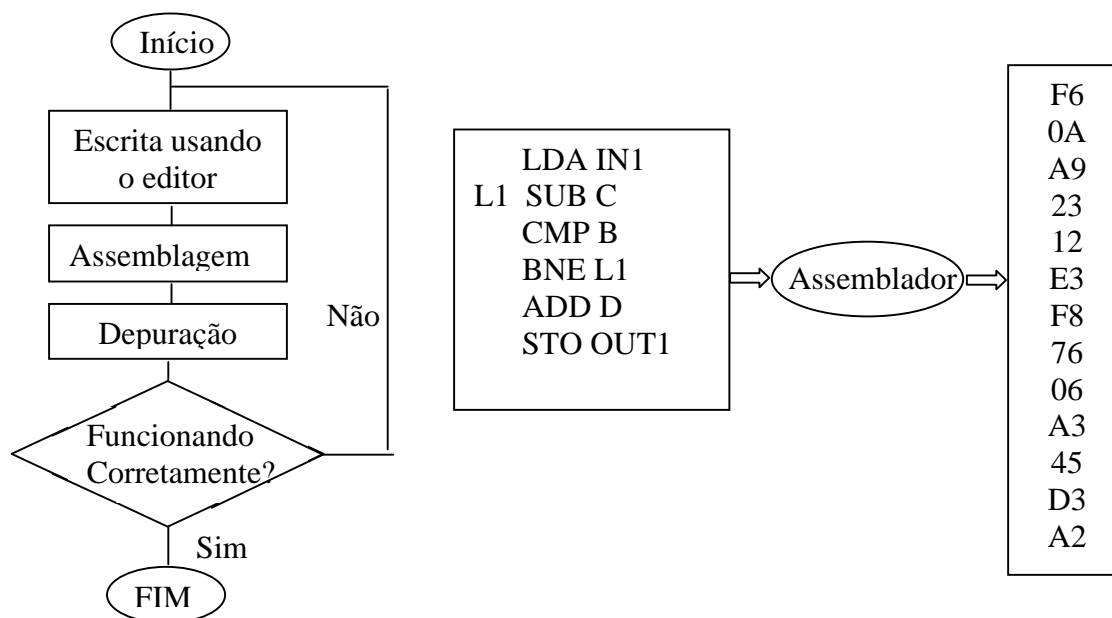 Início
Escrita usando
o editor
Assemblagem
Depuração
Não
Funcionando
Corretamente?
Sim
FIM
LDA IN1
L1 SUB C
CMP B
BNE L1
ADD D
STO OUT1
Assemblador
F6
0A
A9
23
12
E3
F8
76
06
A3
45
D3
A2